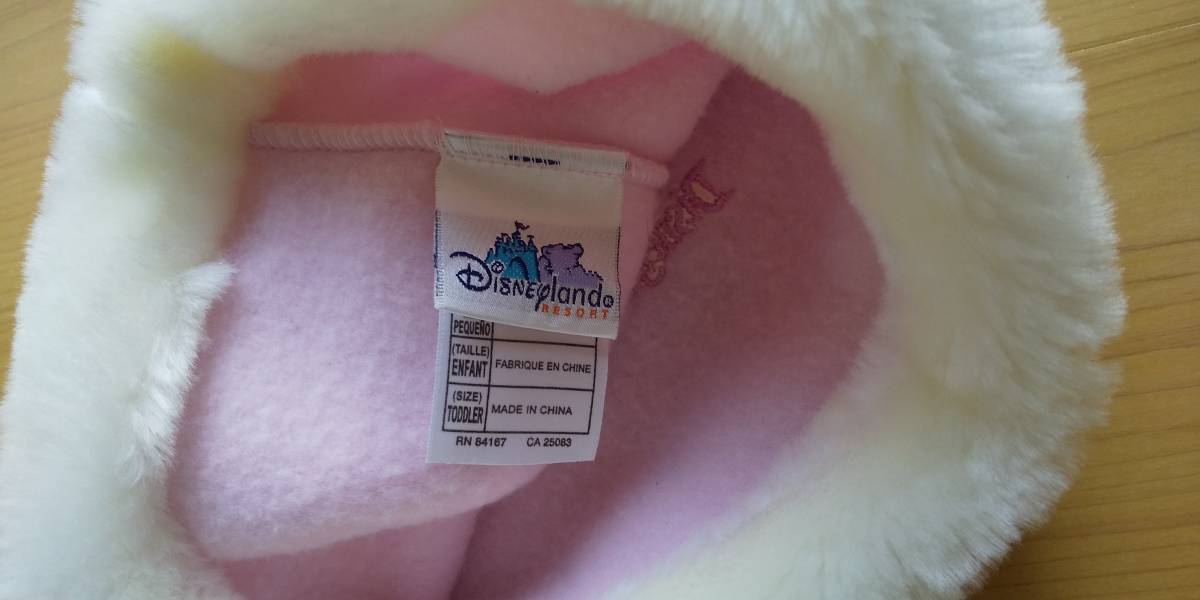 DISNEyland®
RESORT
PEQUEÑO
(TAILLE)
ENFANT
FABRIQUE EN CHINE
(SIZE)
TODDLER
MADE IN CHINA
RN 84167 CA 25083